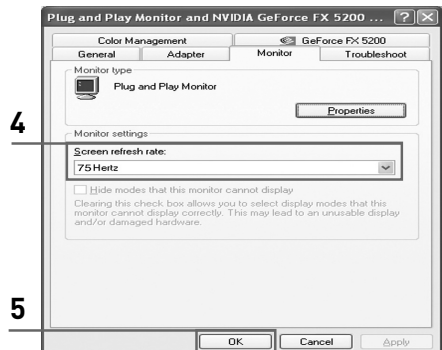 Plug and Play Monitor and NVIDIA GeForce FX 5200 ...
Color Management
GeForce FX 5200
General
Adapter
Monitor
Troubleshoot
Monitor type
Plug and Play Monitor
Properties
4
Monitor settings
Screen refresh rate:
75 Hertz
Hide modes that this monitor cannot display
Clearing this check box allows you to select display modes that this
monitor cannot display correctly. This may lead to an unusable display
and/or damaged hardware.
5
OK
Cancel
Apply